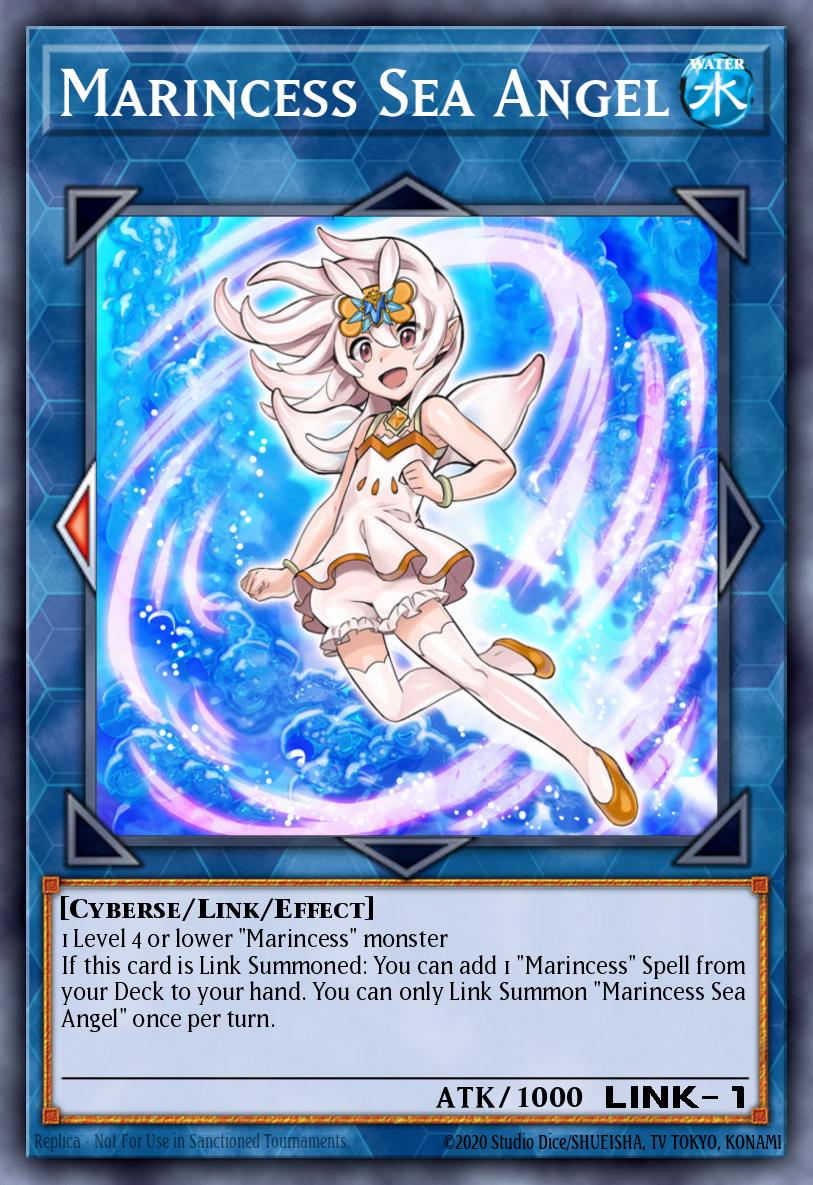 Marincess Sea Angel
WATER
水
[Cyberse/Link/Effect]
1 Level 4 or lower "Marincess" monster
If this card is Link Summoned: You can add 1 "Marincess" Spell from
your Deck to your hand. You can only Link Summon "Marincess Sea
Angel" once per turn.
ATK/1000 LINK-1
Replica - Not For Use in Sanctioned Tournaments. ©2020 Studio Dice/SHUEISHA, TV TOKYO, KONAMI